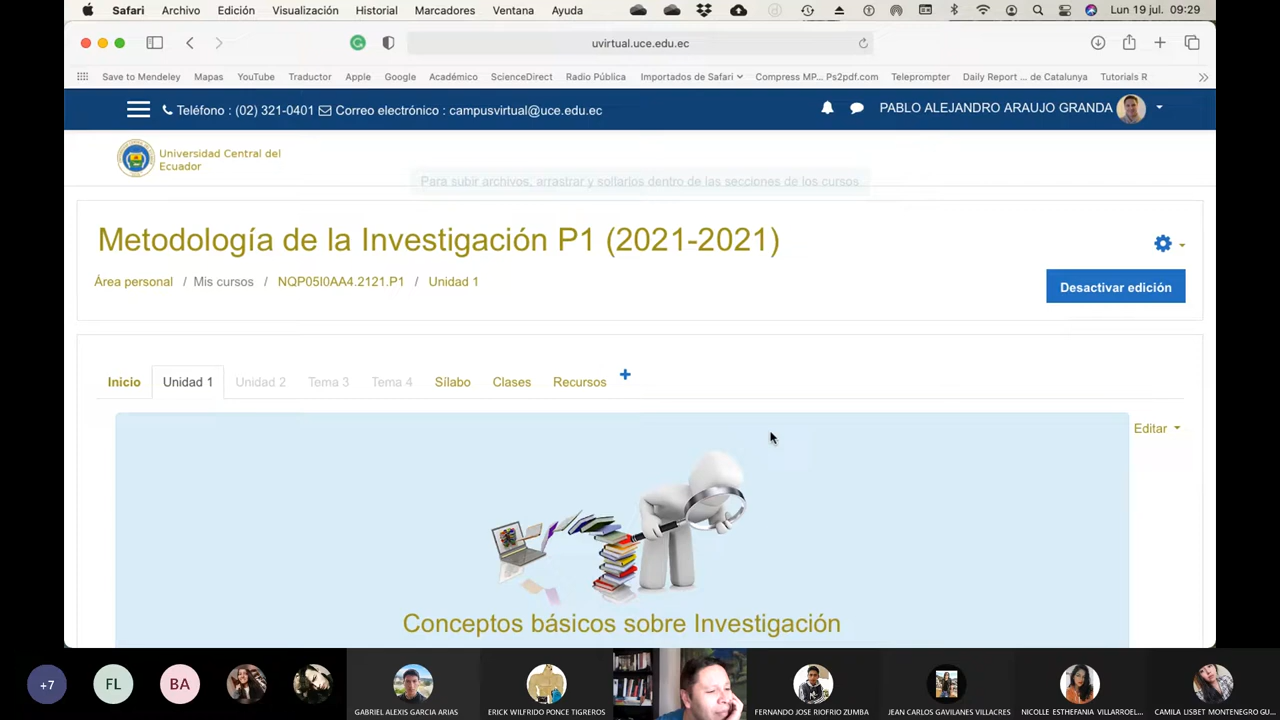 Safari Archivo Edición Visualización Historial Marcadores Ventana Ayuda Lun 19 jul. 09:29
uvirtual.uce.edu.ec
Save to Mendeley Mapas YouTube Traductor Apple Google Académico ScienceDirect Radio Pública Importados de Safari Compress MP... Ps2pdf.com Teleprompter Daily Report ... de Catalunya Tutorials R
Teléfono : (02) 321-0401 Correo electrónico : campusvirtual@uce.edu.ec PABLO ALEJANDRO ARAUJO GRANDA
Universidad Central del
Ecuador
Para subir archivos, arrastrar y soltarlos dentro de las secciones de los cursos
Metodología de la Investigación P1 (2021-2021)
Área personal / Mis cursos / NQP05I0AA4.2121.P1 / Unidad 1
Desactivar edición
Inicio Unidad 1 Unidad 2 Tema 3 Tema 4 Sílabo Clases Recursos +
Editar
Conceptos básicos sobre Investigación
+7 FL BA
GABRIEL ALEXIS GARCIA ARIAS ERICK WILFRIDO PONCE TIGREROS FERNANDO JOSE RIOFRIO ZUMBA JEAN CARLOS GAVILANES VILLACRES NICOLLE ESTHEFANIA VILLARROEL... CAMILA LISBET MONTENEGRO GU...